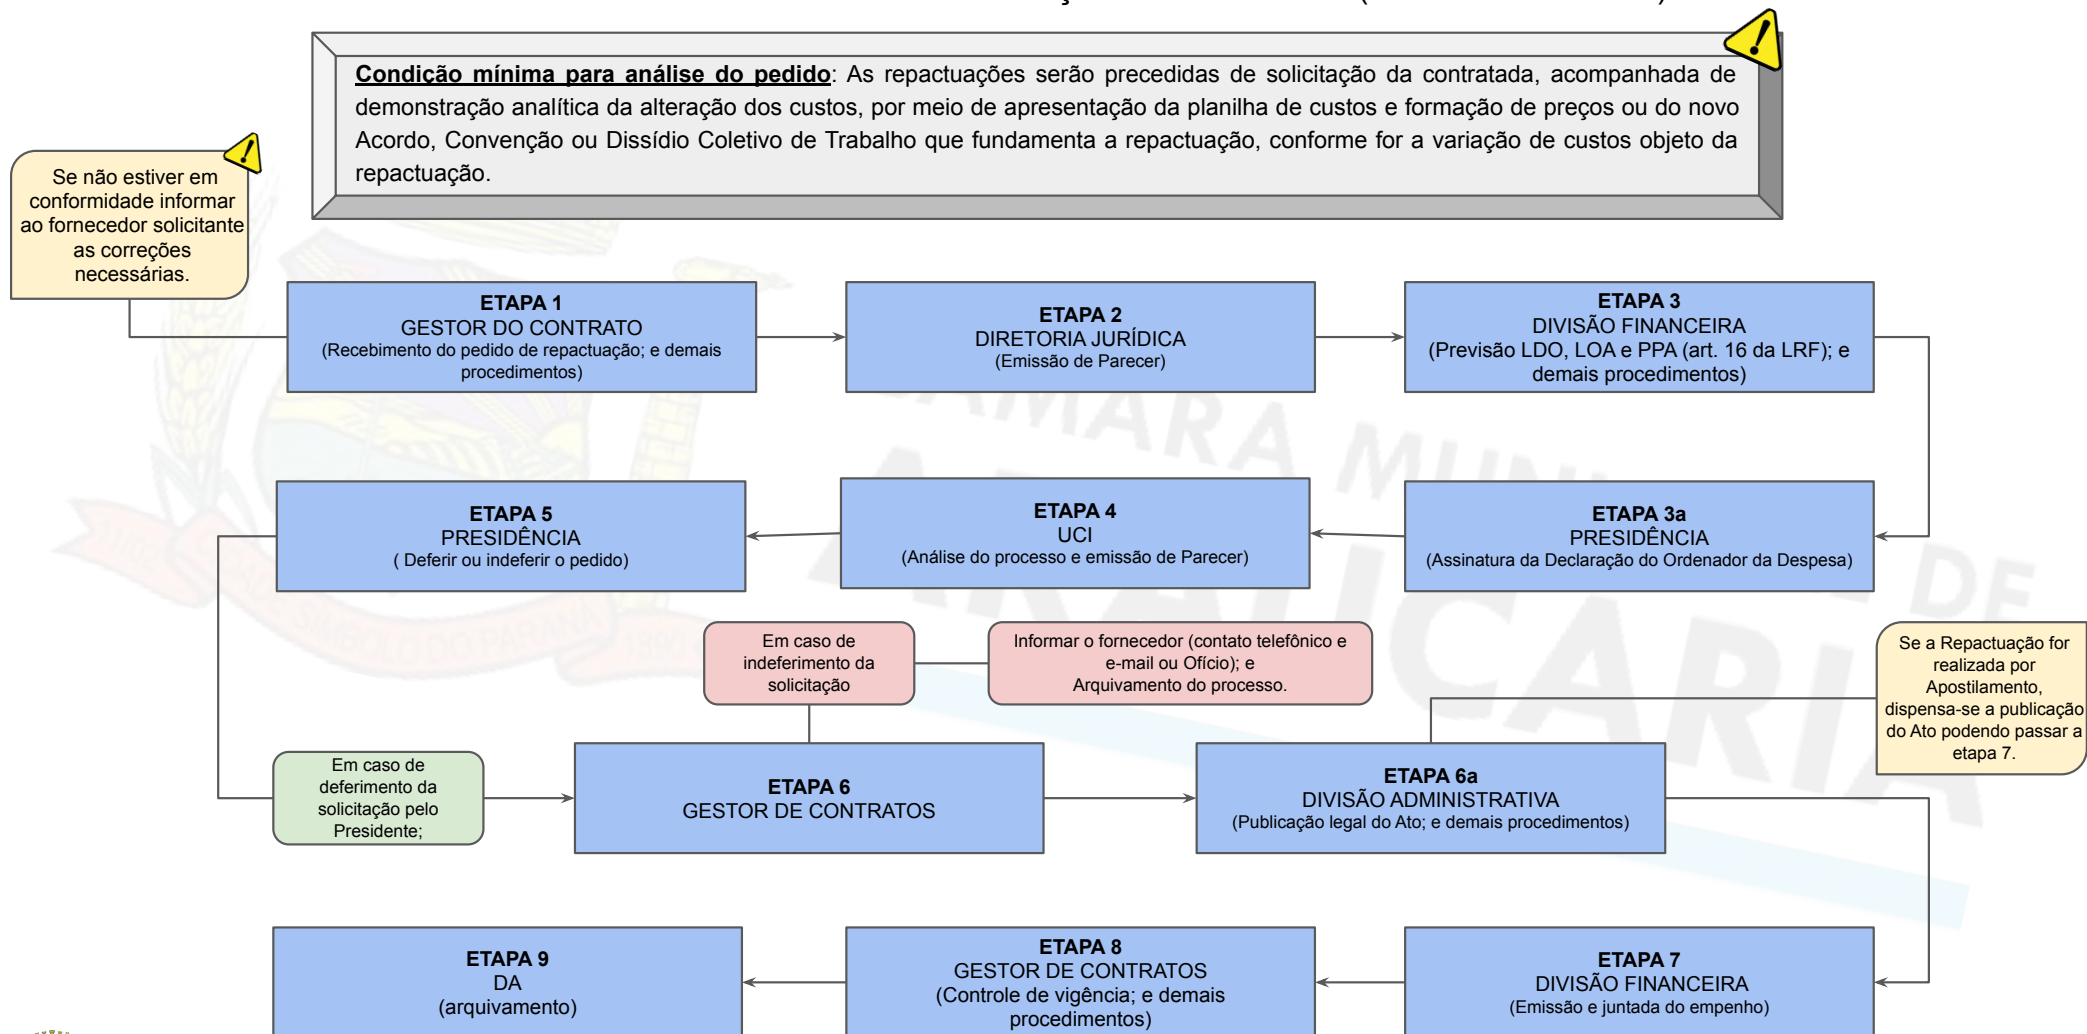 Condição mínima para análise do pedido: As repactuações serão precedidas de solicitação da contratada, acompanhada de
demonstração analítica da alteração dos custos, por meio de apresentação da planilha de custos e formação de preços ou do novo
Acordo, Convenção ou Dissídio Coletivo de Trabalho que fundamenta a repactuação, conforme for a variação de custos objeto da
repactuação.
Se não estiver em
conformidade informar
ao fornecedor solicitante
as correções
necessárias.
ETAPA 1
GESTOR DO CONTRATO
(Recebimento do pedido de repactuação; e demais
procedimentos)
ETAPA 2
DIRETORIA JURÍDICA
(Emissão de Parecer)
ETAPA 3
DIVISÃO FINANCEIRA
(Previsão LDO, LOA e PPA (art. 16 da LRF); e
demais procedimentos)
ETAPA 3a
PRESIDÊNCIA
(Assinatura da Declaração do Ordenador da Despesa)
ETAPA 4
UCI
(Análise do processo e emissão de Parecer)
ETAPA 5
PRESIDÊNCIA
( Deferir ou indeferir o pedido)
Em caso de
indeferimento da
solicitação
Informar o fornecedor (contato telefônico e
e-mail ou Ofício); e
Arquivamento do processo.
Se a Repactuação for
realizada por
Apostilamento,
dispensa-se a publicação
do Ato podendo passar a
etapa 7.
Em caso de
deferimento da
solicitação pelo
Presidente;
ETAPA 6
GESTOR DE CONTRATOS
ETAPA 6a
DIVISÃO ADMINISTRATIVA
(Publicação legal do Ato; e demais procedimentos)
ETAPA 7
DIVISÃO FINANCEIRA
(Emissão e juntada do empenho)
ETAPA 8
GESTOR DE CONTRATOS
(Controle de vigência; e demais
procedimentos)
ETAPA 9
DA
(arquivamento)